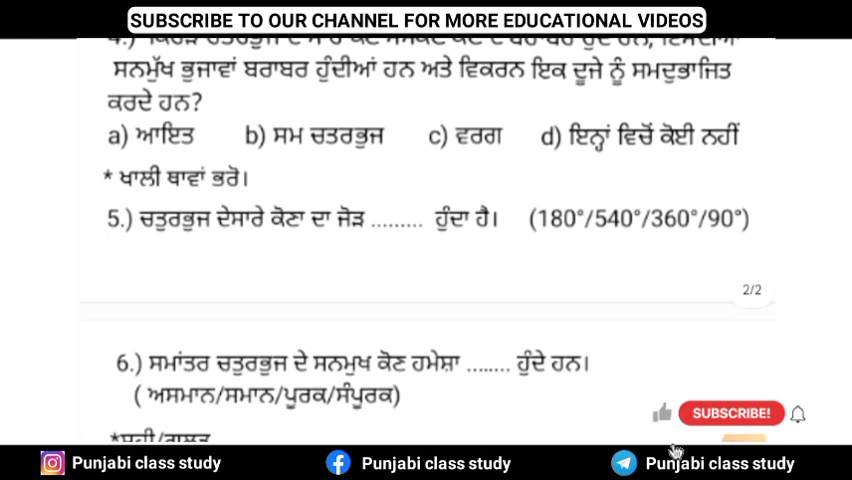 SUBSCRIBE TO OUR CHANNEL FOR MORE EDUCATIONAL VIDEOS
ਸਨਮੁੱਖ ਭੁਜਾਵਾਂ ਬਰਾਬਰ ਹੁੰਦੀਆਂ ਹਨ ਅਤੇ ਵਿਕਰਨ ਇਕ ਦੂਜੇ ਨੂੰ ਸਮਦੁਭਾਜਿਤ
ਕਰਦੇ ਹਨ?
a) ਆਇਤ b) ਸਮ ਚਤਰਭੁਜ c) ਵਰਗ d) ਇਨ੍ਹਾਂ ਵਿਚੋਂ ਕੋਈ ਨਹੀਂ
* ਖਾਲੀ ਥਾਵਾਂ ਭਰੋ।
5.) ਚਤੁਰਭੁਜ ਦੇਸਾਰੇ ਕੋਣਾ ਦਾ ਜੋੜ ......... ਹੁੰਦਾ ਹੈ। (180°/540°/360°/90°)
2/2
6.) ਸਮਾਂਤਰ ਚਤੁਰਭੁਜ ਦੇ ਸਨਮੁਖ ਕੋਣ ਹਮੇਸ਼ਾ ........ ਹੁੰਦੇ ਹਨ।
( ਅਸਮਾਨ/ਸਮਾਨ/ਪੂਰਕ/ਸੰਪੂਰਕ)
SUBSCRIBE!
Punjabi class study Punjabi class study Punjabi class study